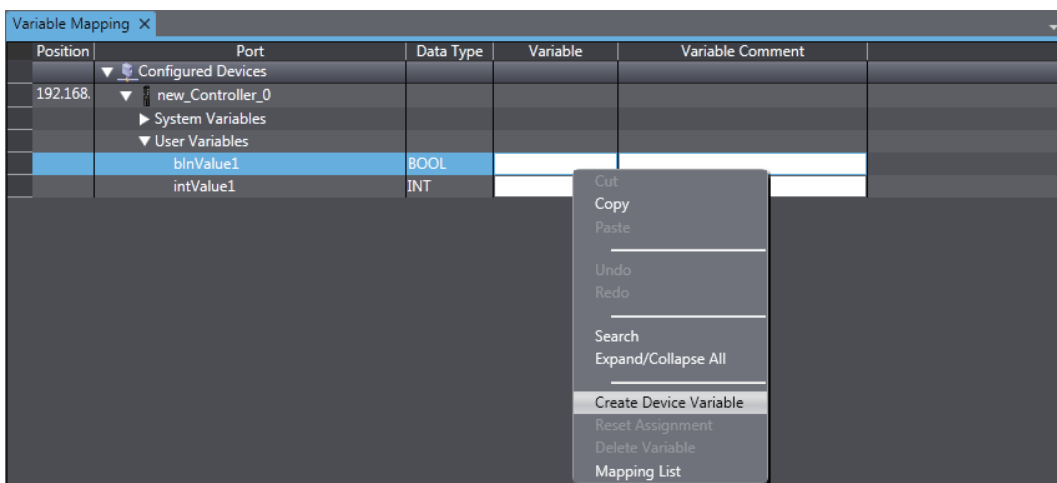 Variable Mapping X
Position Port Data Type Variable Variable Comment
Configured Devices
192.168. new_Controller_0
System Variables
User Variables
blnValue1 BOOL
intValue1 INT
Cut
Copy
Paste
Undo
Redo
Search
Expand/Collapse All
Create Device Variable
Reset Assignment
Delete Variable
Mapping List